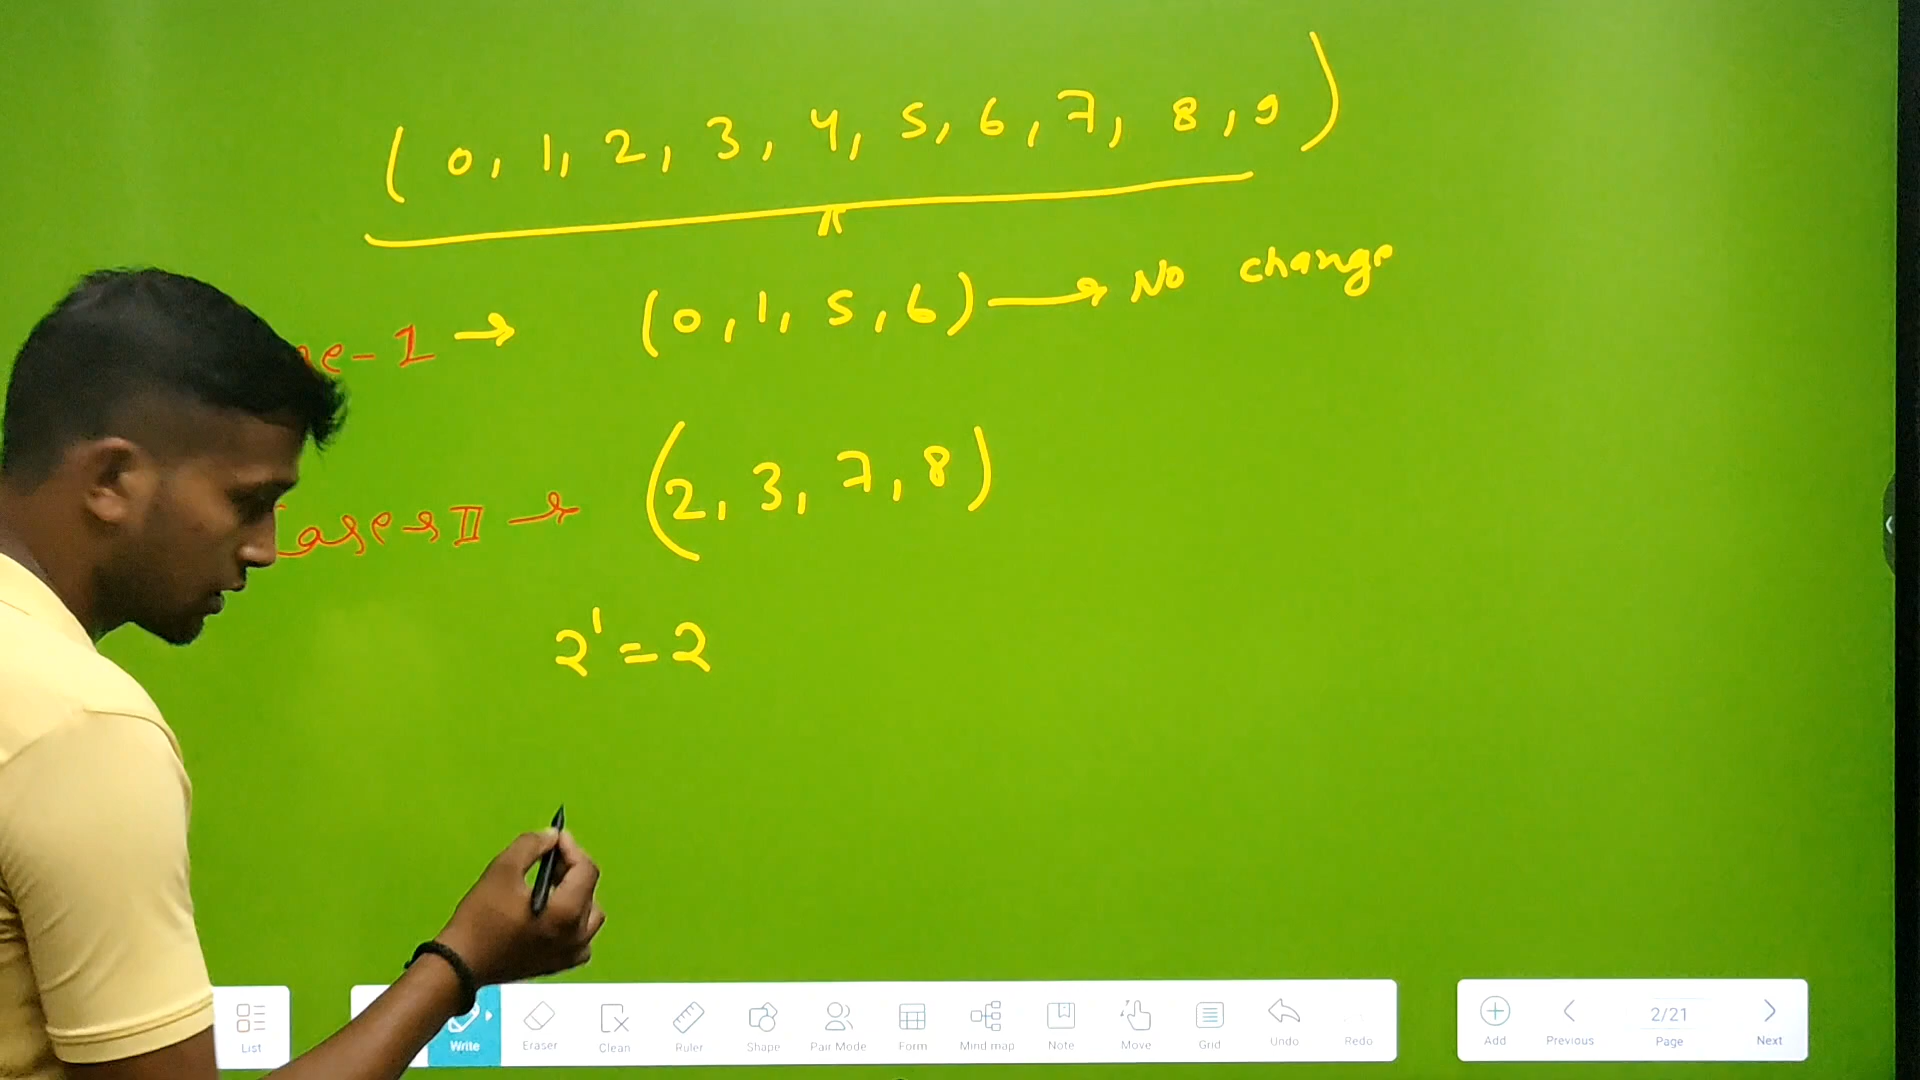 (0, 1, 2, 3, 4, 5, 6, 7, 8, 9)
-1 → (0, 1, 5, 6) → No change
Case II → (2, 3, 7, 8)
2¹ = 2
List
Write Eraser Clean Ruler Shape Pair Mode Form Mind map Note Move Grid Undo Redo
Add Previous 2/21 Page Next